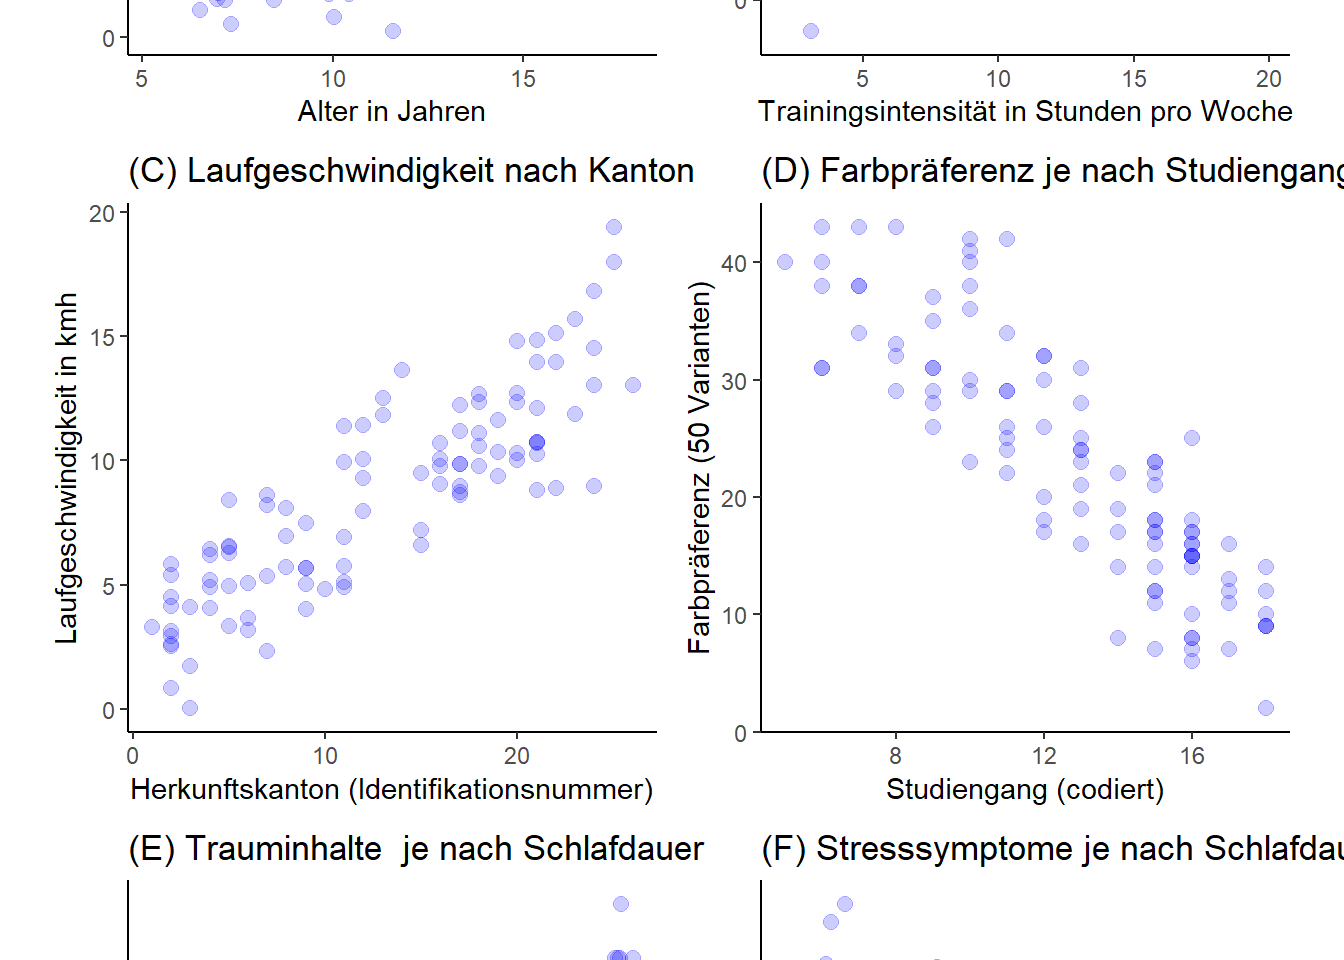 0
5 10 15
Alter in Jahren
0
5 10 15 20
Trainingsintensität in Stunden pro Woche
(C) Laufgeschwindigkeit nach Kanton
20
15
10
5
0
Laufgeschwindigkeit in kmh
0 10 20
Herkunftskanton (Identifikationsnummer)
(D) Farbpräferenz je nach Studiengang
40
30
20
10
0
Farbpräferenz (50 Varianten)
8 12 16
Studiengang (codiert)
(E) Trauminhalte  je nach Schlafdauer
(F) Stresssymptome je nach Schlafdau